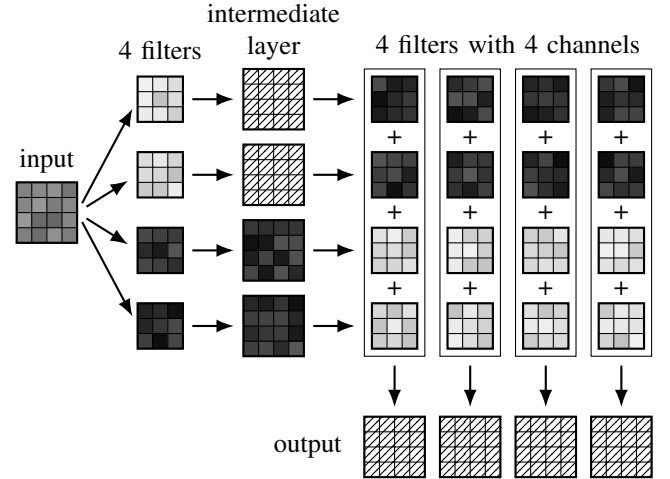 intermediate
4 filters
layer
4 filters with 4 channels
input
+ + + +
+ + + +
+ + + +
output